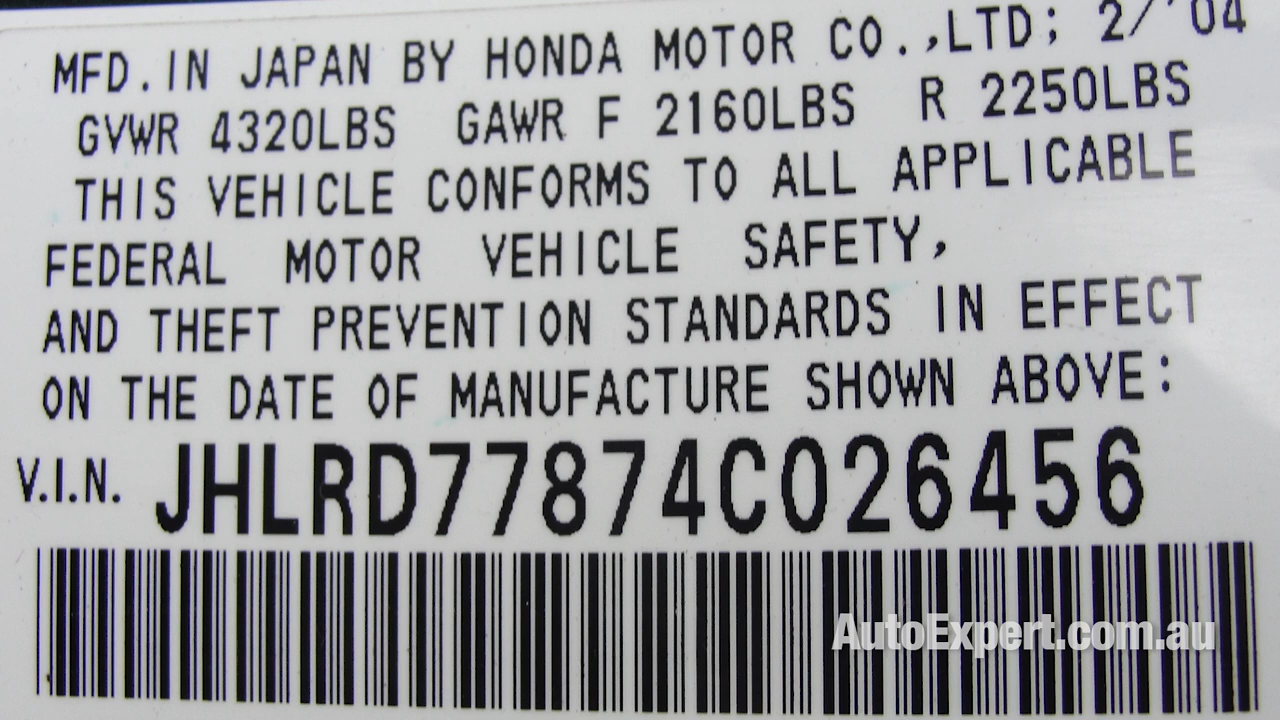 MFD. IN JAPAN BY HONDA MOTOR CO.,LTD; 2/'04
GVWR 4320LBS GAWR F 2160LBS R 2250LBS
THIS VEHICLE CONFORMS TO ALL APPLICABLE
FEDERAL MOTOR VEHICLE SAFETY,
AND THEFT PREVENTION STANDARDS IN EFFECT
ON THE DATE OF MANUFACTURE SHOWN ABOVE:
V.I.N. JHLRD77874C026456
AutoExpert.com.au